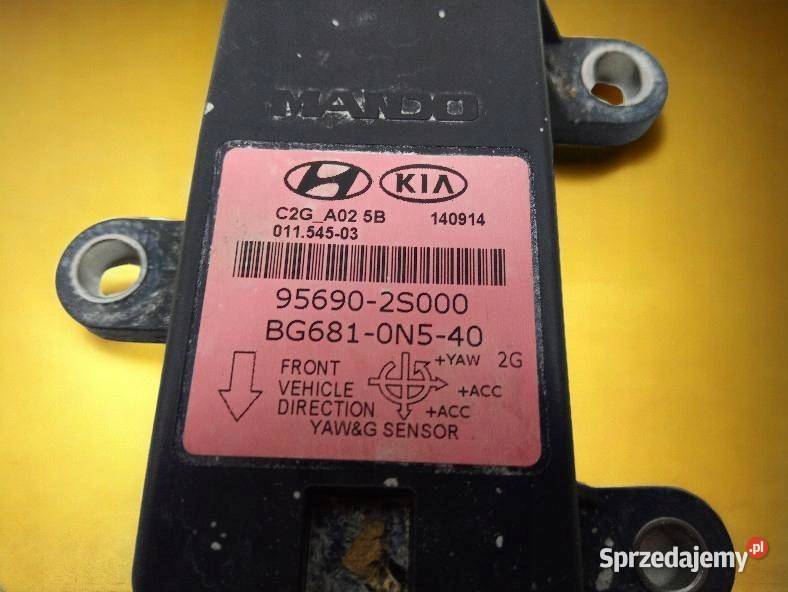 MANDO
KIA
C2G_A02 5B 140914
011.545-03
95690-2S000
BG681-0N5-40
+YAW 2G
FRONT
VEHICLE +ACC
DIRECTION +ACC
YAW&G SENSOR
Sprzedajemy.pl